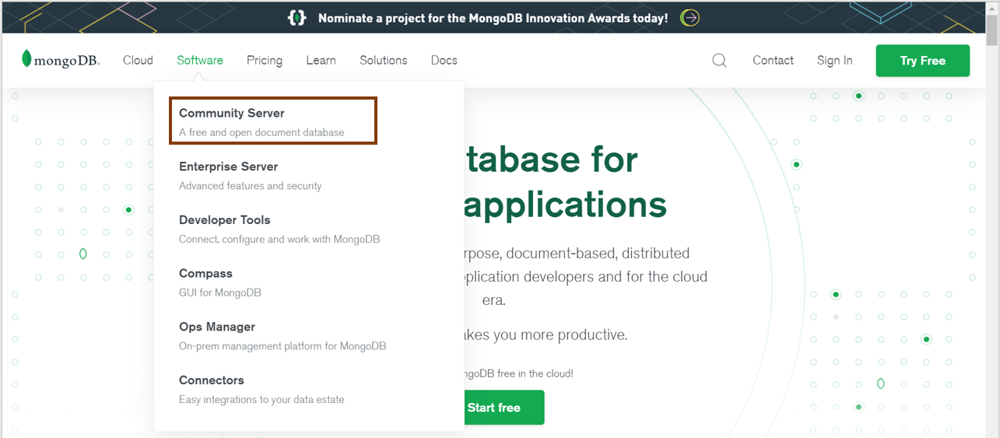 Nominate a project for the MongoDB Innovation Awards today!
mongoDB.
Cloud
Software
Pricing
Learn
Solutions
Docs
Contact
Sign In
Try Free
Community Server
A free and open document database
Enterprise Server
Advanced features and security
Developer Tools
Connect, configure and work with MongoDB
Compass
GUI for MongoDB
Ops Manager
On-prem management platform for MongoDB
Connectors
Easy integrations to your data estate
tabase for
applications
rpose, document-based, distributed
plication developers and for the cloud
era.
akes you more productive.
ngoDB free in the cloud!
Start free